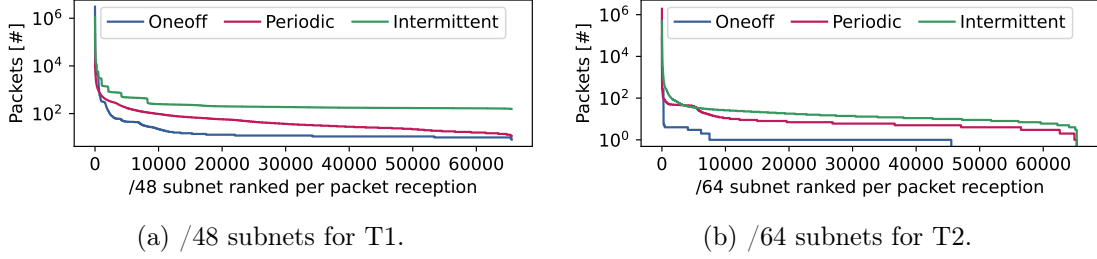 Oneoff Periodic Intermittent
Packets [#]
10^6
10^4
10^2
0 10000 20000 30000 40000 50000 60000
/48 subnet ranked per packet reception
(a) /48 subnets for T1.
Oneoff Periodic Intermittent
Packets [#]
10^6
10^4
10^2
10^0
0 10000 20000 30000 40000 50000 60000
/64 subnet ranked per packet reception
(b) /64 subnets for T2.